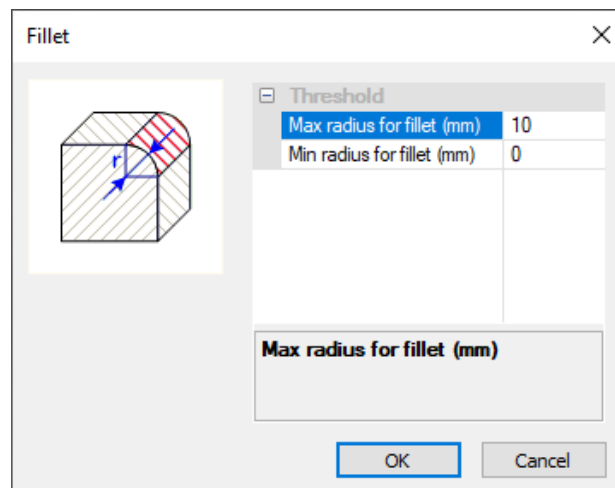 Fillet
Threshold
Max radius for fillet (mm) 10
Min radius for fillet (mm) 0
r
Max radius for fillet (mm)
OK Cancel